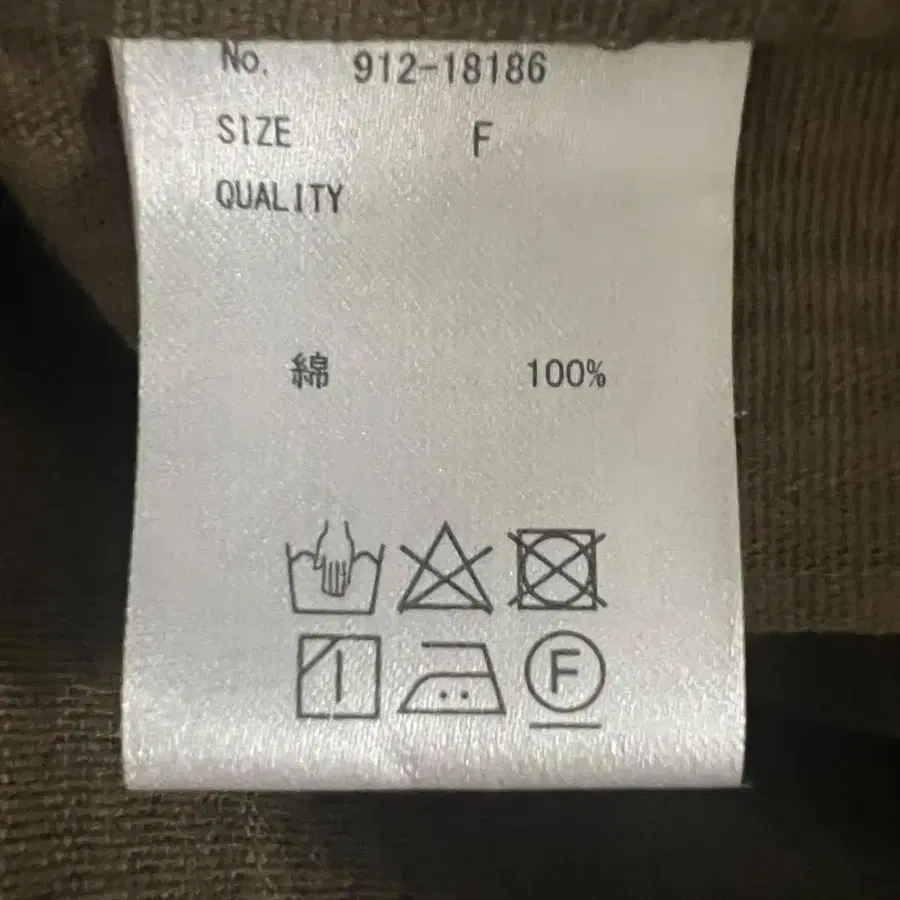 No. 912-18186
SIZE F
QUALITY
綿 100%
F